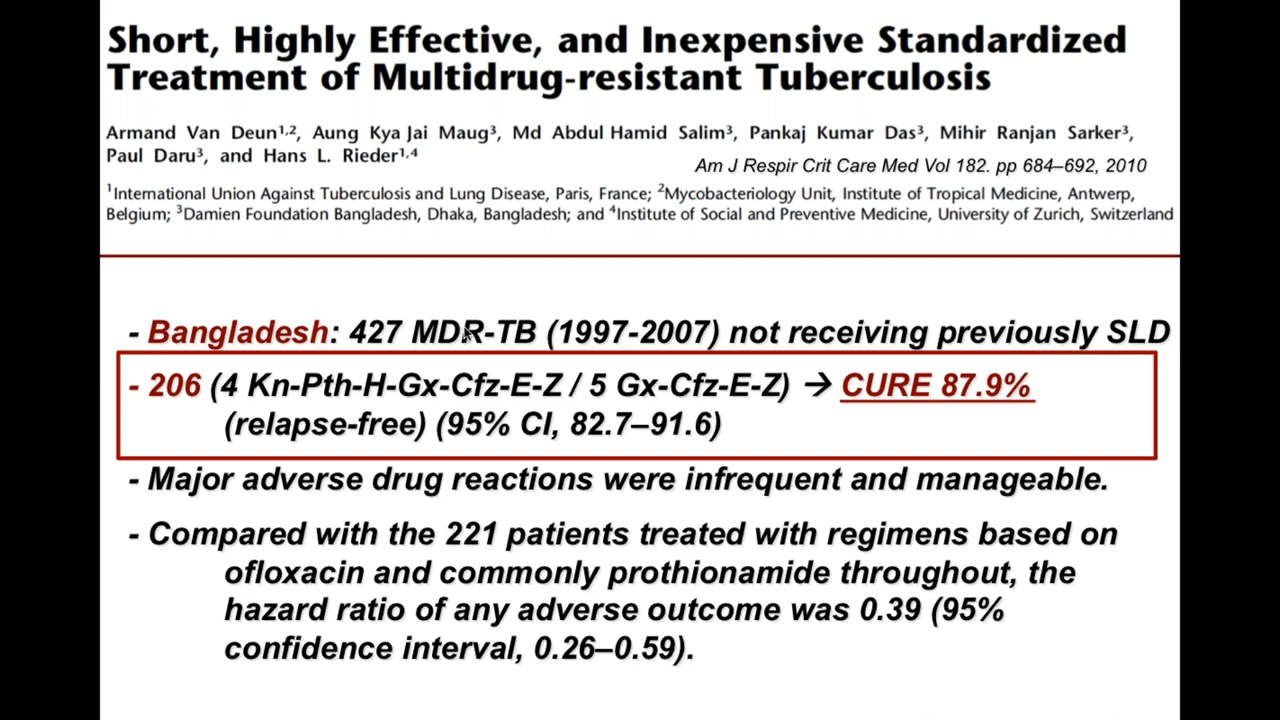 Short, Highly Effective, and Inexpensive Standardized
Treatment of Multidrug-resistant Tuberculosis
Armand Van Deun1,2, Aung Kya Jai Maug3, Md Abdul Hamid Salim3, Pankaj Kumar Das3, Mihir Ranjan Sarker3,
Paul Daru3, and Hans L. Rieder1,4
Am J Respir Crit Care Med Vol 182. pp 684–692, 2010
1International Union Against Tuberculosis and Lung Disease, Paris, France; 2Mycobacteriology Unit, Institute of Tropical Medicine, Antwerp,
Belgium; 3Damien Foundation Bangladesh, Dhaka, Bangladesh; and 4Institute of Social and Preventive Medicine, University of Zurich, Switzerland
- Bangladesh: 427 MDR-TB (1997-2007) not receiving previously SLD
- 206 (4 Kn-Pth-H-Gx-Cfz-E-Z / 5 Gx-Cfz-E-Z) → CURE 87.9%
(relapse-free) (95% CI, 82.7–91.6)
- Major adverse drug reactions were infrequent and manageable.
- Compared with the 221 patients treated with regimens based on
ofloxacin and commonly prothionamide throughout, the
hazard ratio of any adverse outcome was 0.39 (95%
confidence interval, 0.26–0.59).